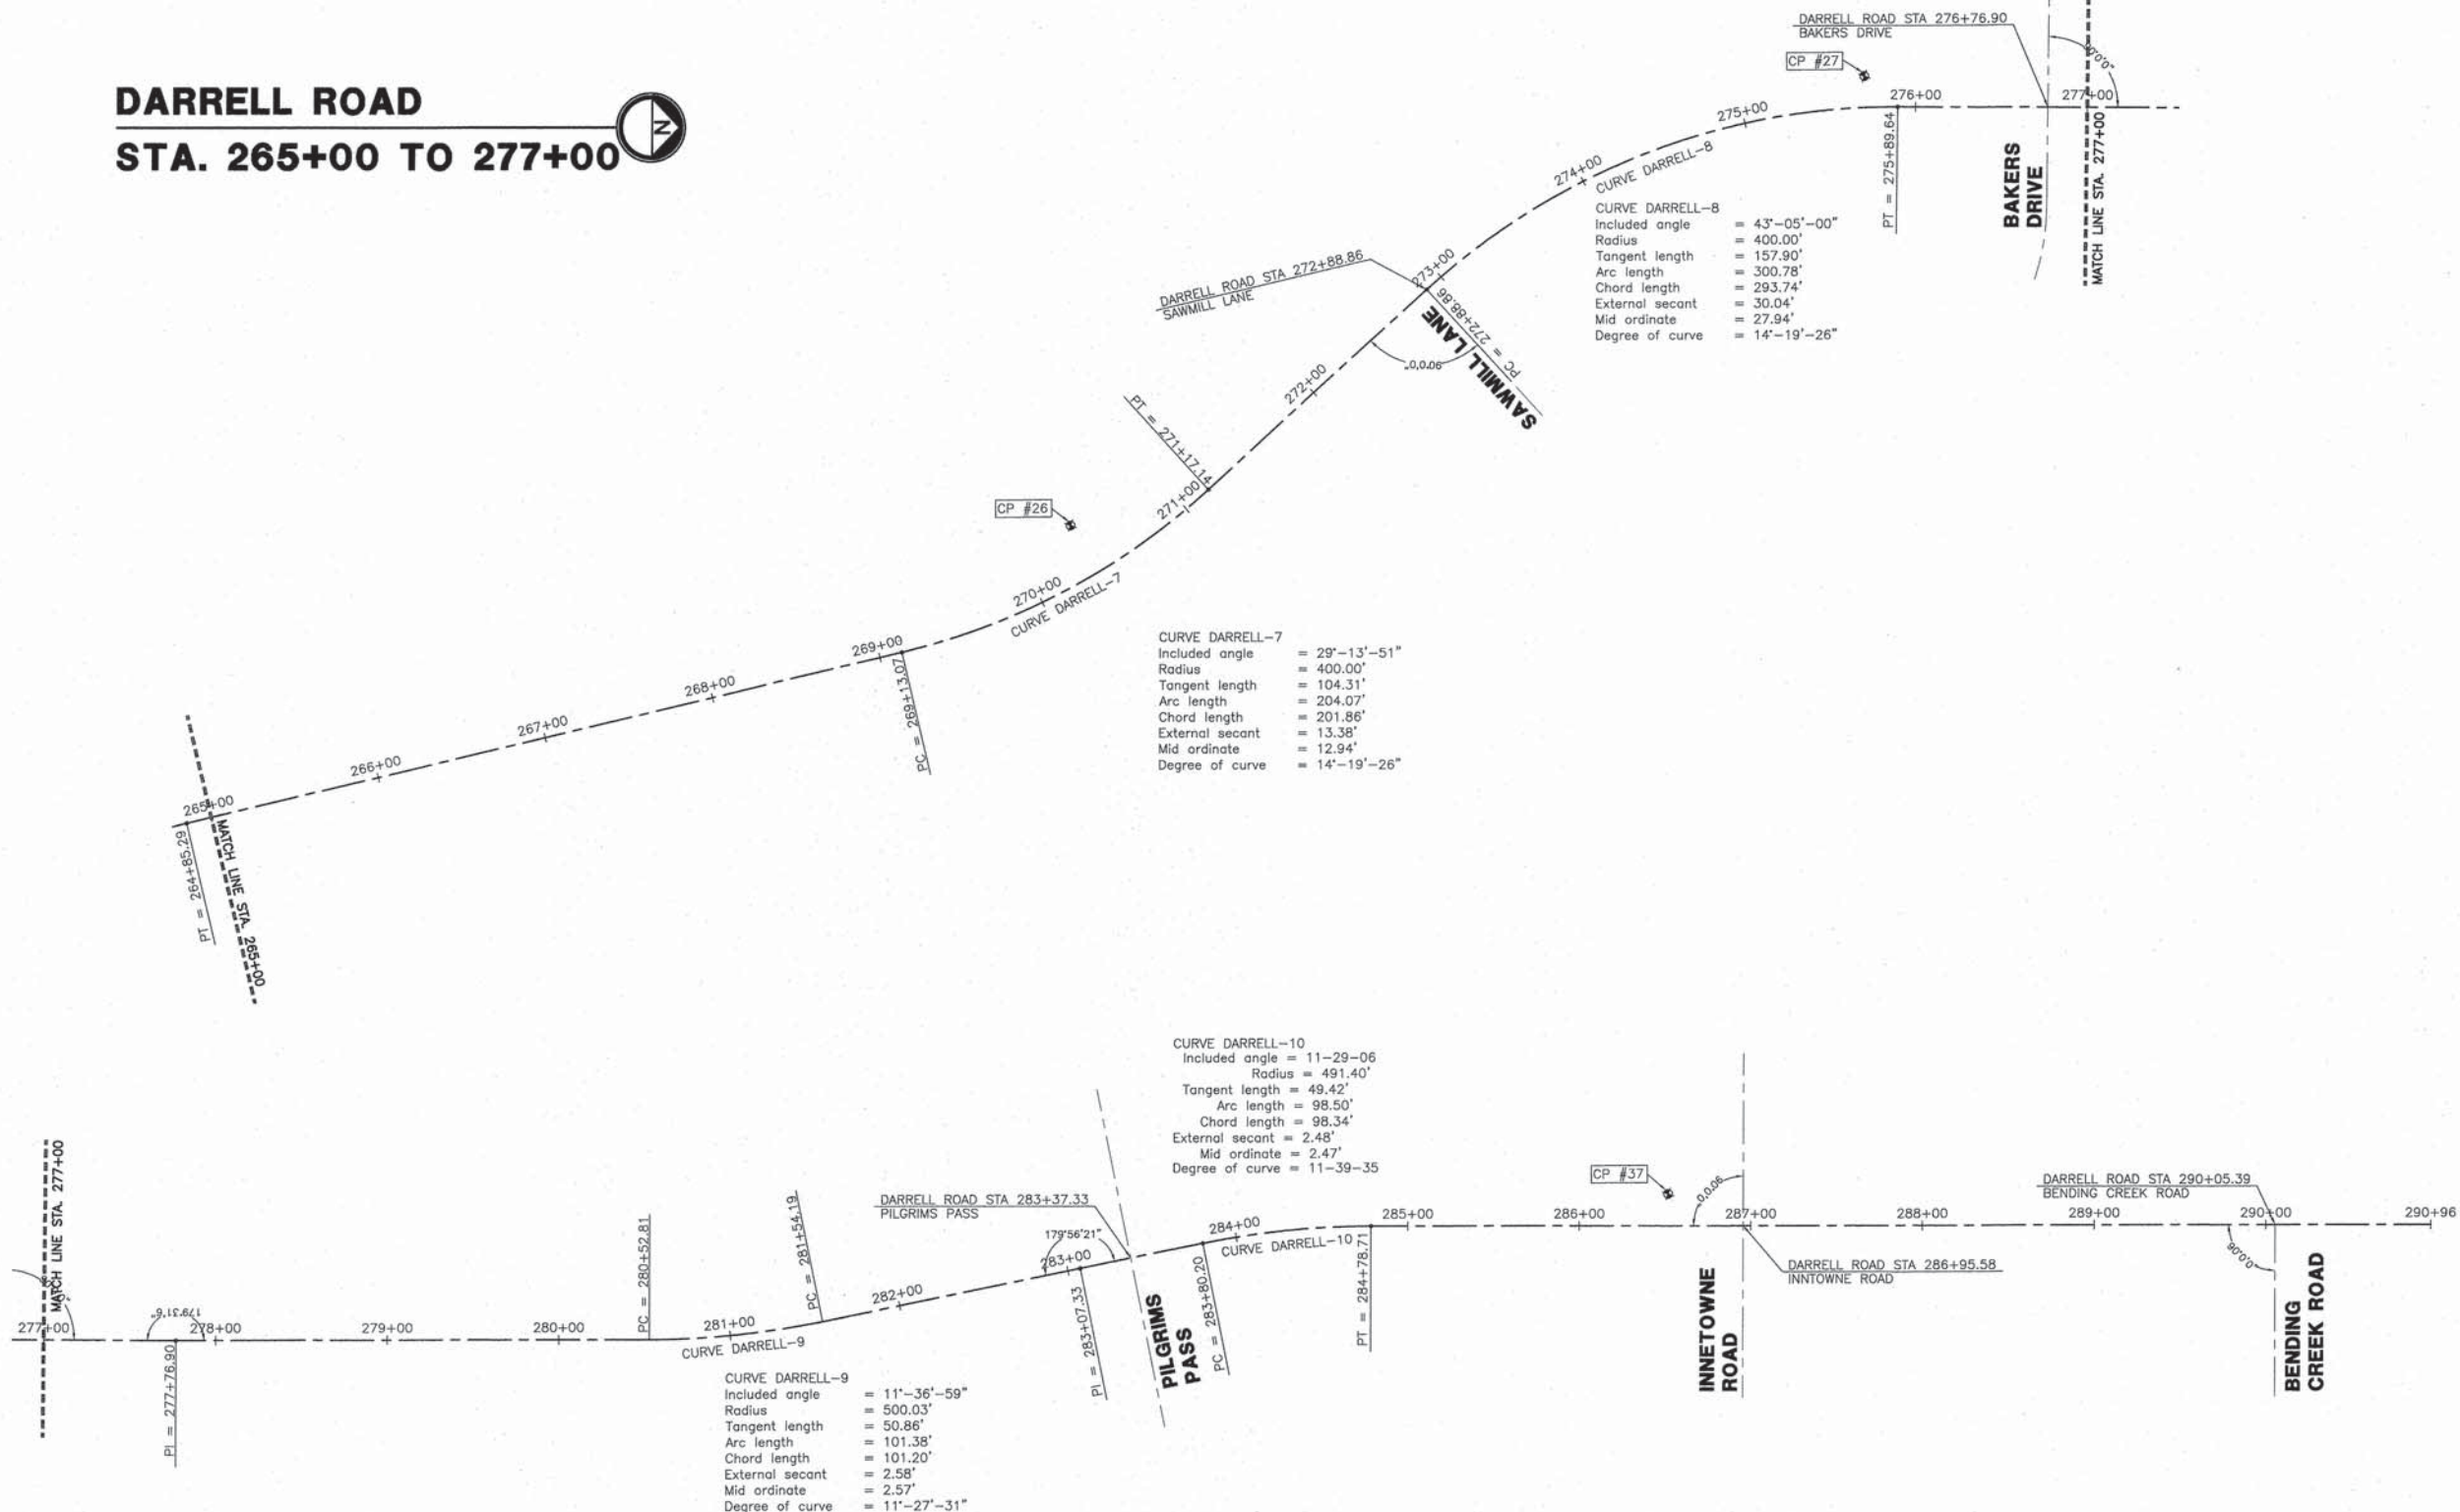 DARRELL ROAD
STA. 265+00 TO 277+00
N
DARRELL ROAD STA 276+76.90
BAKERS DRIVE
CP #27
275+00
276+00
277+00
PT = 275+89.64
BAKERS
DRIVE
MATCH LINE STA. 277+00
274+00
CURVE DARRELL-8
CURVE DARRELL-8
Included angle = 43°-05'-00"
Radius = 400.00'
Tangent length = 157.90'
Arc length = 300.78'
Chord length = 293.74'
External secant = 30.04'
Mid ordinate = 27.94'
Degree of curve = 14°-19'-26"
DARRELL ROAD STA 272+88.86
SAWMILL LANE
273+00
PC = 272+88.86
SAWMILL LANE
90°0'0"
272+00
PT = 271+17.14
271+00
CP #26
270+00
CURVE DARRELL-7
CURVE DARRELL-7
Included angle = 29°-13'-51"
Radius = 400.00'
Tangent length = 104.31'
Arc length = 204.07'
Chord length = 201.86'
External secant = 13.38'
Mid ordinate = 12.94'
Degree of curve = 14°-19'-26"
269+00
PC = 269+13.07
268+00
267+00
266+00
265+00
PT = 264+85.29
MATCH LINE STA. 265+00
CURVE DARRELL-10
Included angle = 11-29-06
Radius = 491.40'
Tangent length = 49.42'
Arc length = 98.50'
Chord length = 98.34'
External secant = 2.48'
Mid ordinate = 2.47'
Degree of curve = 11-39-35
MATCH LINE STA. 277+00
277+00
179°31'6"
278+00
PI = 277+76.90
279+00
280+00
PC = 280+52.81
281+00
CURVE DARRELL-9
PC = 281+54.19
282+00
DARRELL ROAD STA 283+37.33
PILGRIMS PASS
179°56'21"
283+00
PI = 283+07.33
PILGRIMS
PASS
PC = 283+80.20
284+00
CURVE DARRELL-10
PT = 284+78.71
285+00
286+00
CP #37
90°0'0"
287+00
DARRELL ROAD STA 286+95.58
INNTOWNE ROAD
INNETOWNE
ROAD
288+00
289+00
DARRELL ROAD STA 290+05.39
BENDING CREEK ROAD
290+00
290+96
90°0'0"
BENDING
CREEK ROAD
CURVE DARRELL-9
Included angle = 11°-36'-59"
Radius = 500.03'
Tangent length = 50.86'
Arc length = 101.38'
Chord length = 101.20'
External secant = 2.58'
Mid ordinate = 2.57'
Degree of curve = 11°-27'-31"